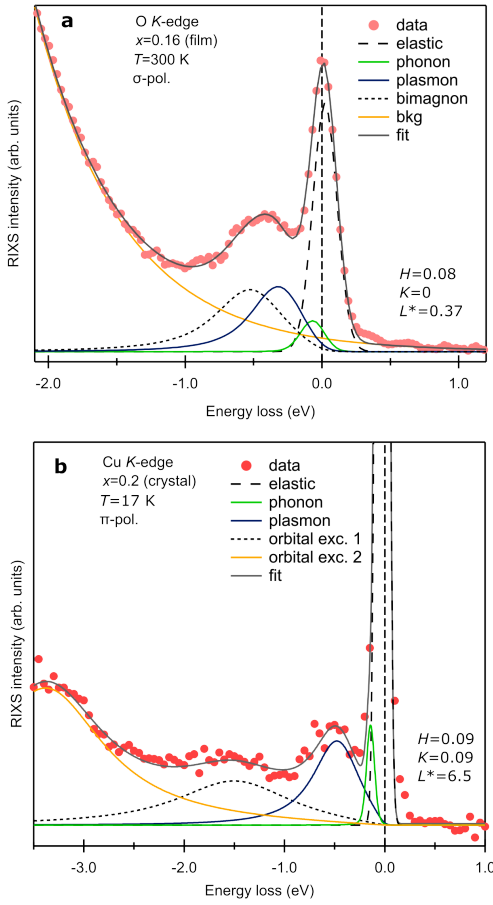 a
O K-edge
x=0.16 (film)
T=300 K
σ-pol.
data
elastic
phonon
plasmon
bimagnon
bkg
fit
H=0.08
K=0
L*=0.37
RIXS intensity (arb. units)
-2.0 -1.0 0.0 1.0
Energy loss (eV)
b
Cu K-edge
x=0.2 (crystal)
T=17 K
π-pol.
data
elastic
phonon
plasmon
orbital exc. 1
orbital exc. 2
fit
H=0.09
K=0.09
L*=6.5
RIXS intensity (arb. units)
-3.0 -2.0 -1.0 0.0 1.0
Energy loss (eV)